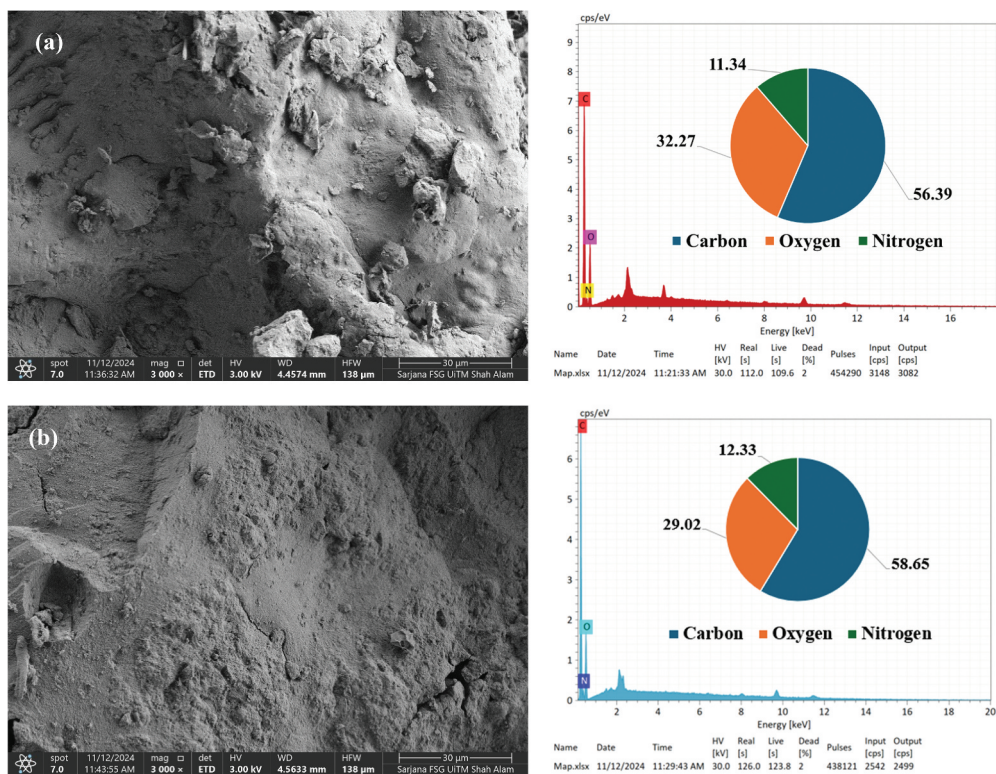 (a)
spot 11/12/2024 mag □ det HV WD HFW 30 µm
7.0 11:36:32 AM 3 000 × ETD 3.00 kV 4.4574 mm 138 µm Sarjana FSG UiTM Shah Alam
cps/eV
9
8
7
6
5
4
3
2
1
0
C
O
N
11.34
32.27
56.39
Carbon Oxygen Nitrogen
2 4 6 8 10 12 14 16
Energy [keV]
Name Date Time HV Real Live Dead Pulses Input Output
[kV] [s] [s] [%] [cps] [cps]
Map.xlsx 11/12/2024 11:21:33 AM 30.0 112.0 109.6 2 454290 3148 3082
(b)
spot 11/12/2024 mag □ det HV WD HFW 30 µm
7.0 11:43:55 AM 3 000 × ETD 3.00 kV 4.5633 mm 138 µm Sarjana FSG UiTM Shah Alam
cps/eV
6
5
4
3
2
1
0
C
O
N
12.33
29.02
58.65
Carbon Oxygen Nitrogen
2 4 6 8 10 12 14 16 18 20
Energy [keV]
Name Date Time HV Real Live Dead Pulses Input Output
[kV] [s] [s] [%] [cps] [cps]
Map.xlsx 11/12/2024 11:29:43 AM 30.0 126.0 123.8 2 438121 2542 2499